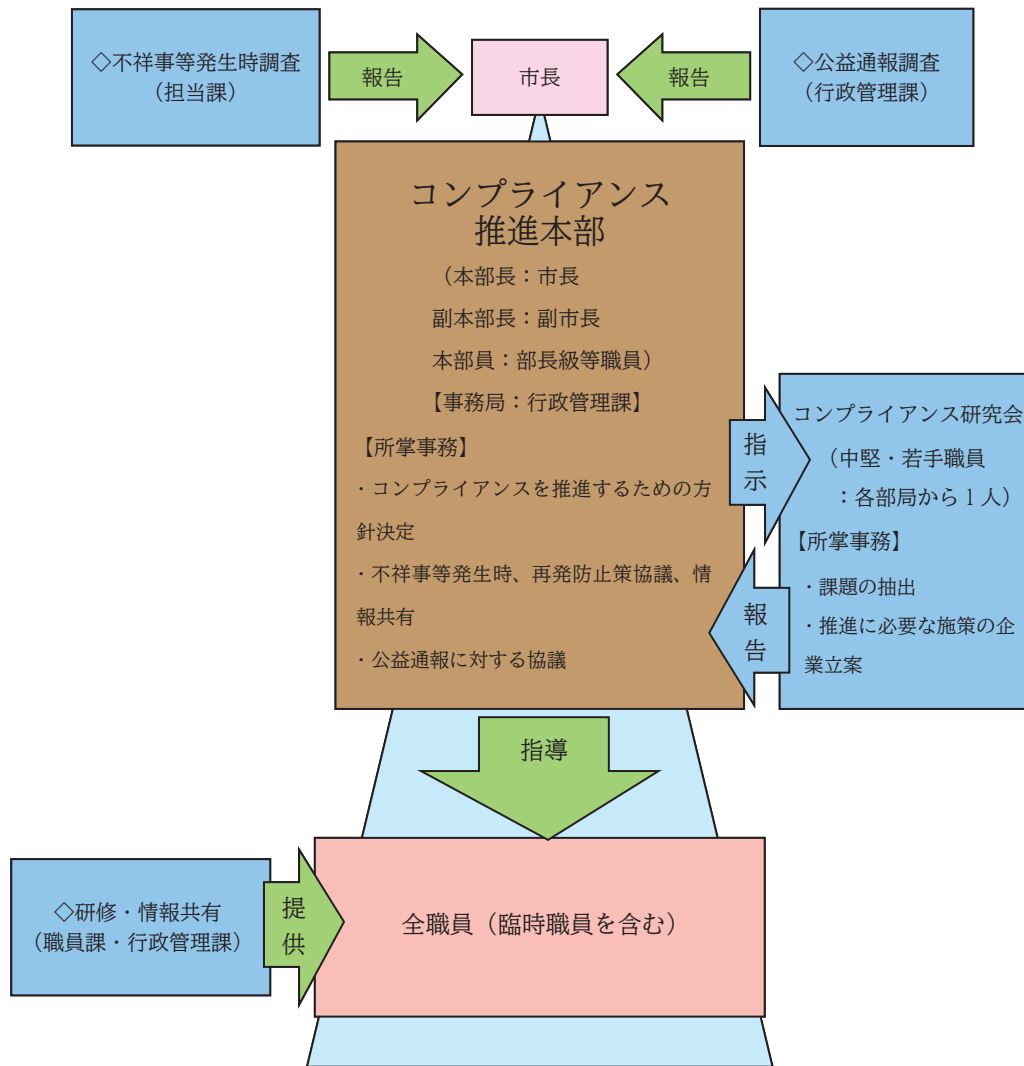 ◇不祥事等発生時調査
（担当課）
報告
市長
報告
◇公益通報調査
（行政管理課）
コンプライアンス
推進本部
（本部長：市長
副本部長：副市長
本部員：部長級等職員）
【事務局：行政管理課】
【所掌事務】
・コンプライアンスを推進するための方
針決定
・不祥事等発生時、再発防止策協議、情
報共有
・公益通報に対する協議
指
示
報
告
コンプライアンス研究会
（中堅・若手職員
：各部局から１人）
【所掌事務】
・課題の抽出
・推進に必要な施策の企
業立案
指導
◇研修・情報共有
（職員課・行政管理課）
提
供
全職員（臨時職員を含む）